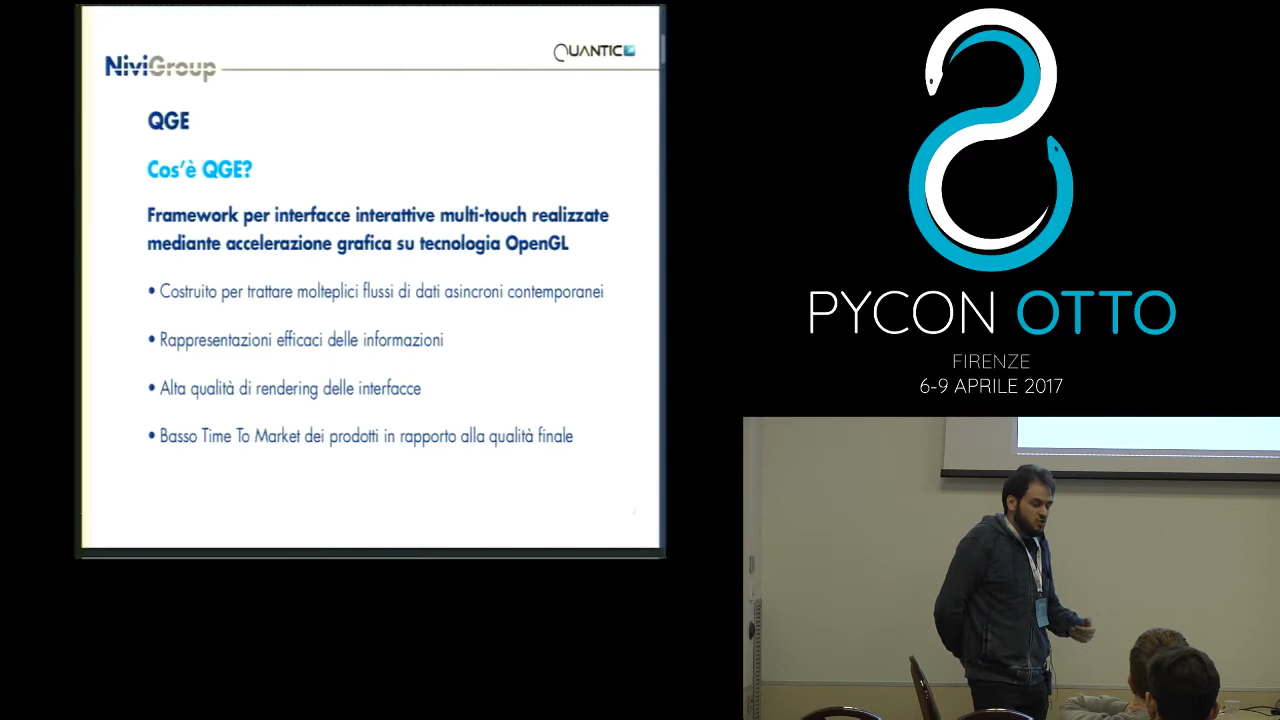 NiviGroup
QUANTIC
QGE
Cos'è QGE?
Framework per interfacce interattive multi-touch realizzate
mediante accelerazione grafica su tecnologia OpenGL
• Costruito per trattare molteplici flussi di dati asincroni contemporanei
• Rappresentazioni efficaci delle informazioni
• Alta qualità di rendering delle interfacce
• Basso Time To Market dei prodotti in rapporto alla qualità finale
PYCON OTTO
FIRENZE
6-9 APRILE 2017